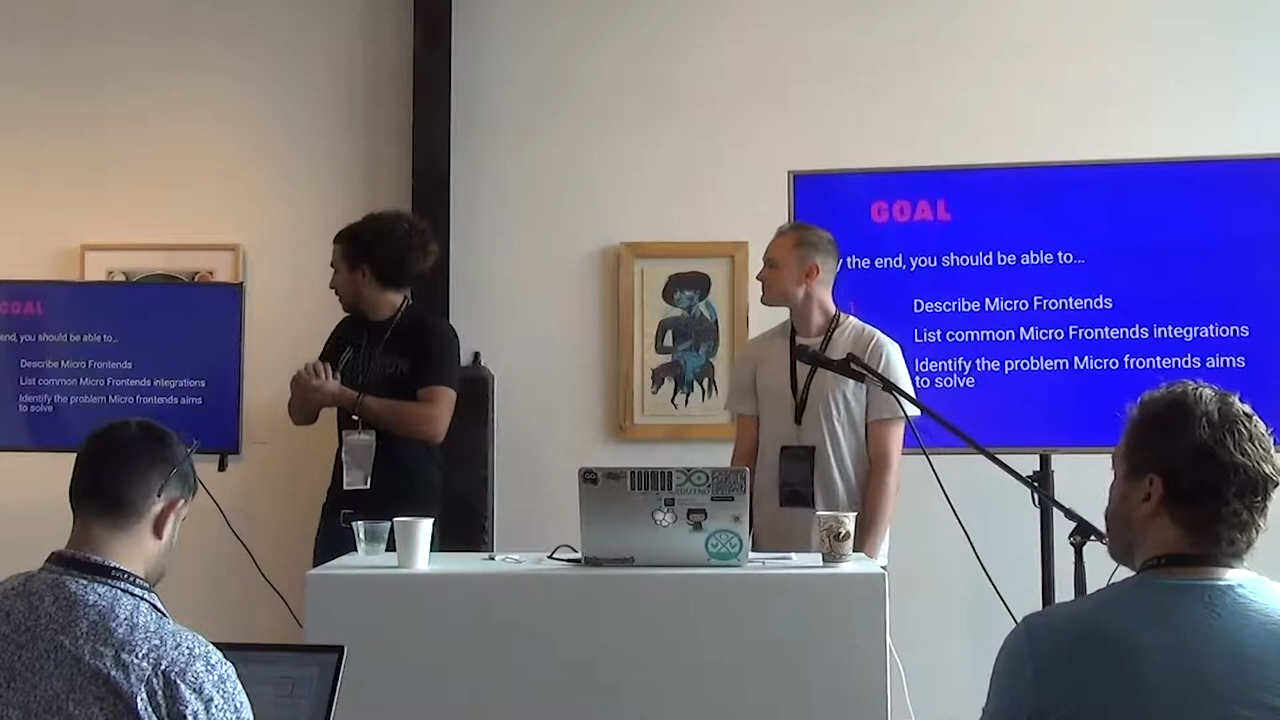 GOAL
end, you should be able to...
Describe Micro Frontends
List common Micro Frontends integrations
Identify the problem Micro frontends aims
to solve
GOAL
y the end, you should be able to...
Describe Micro Frontends
List common Micro Frontends integrations
Identify the problem Micro frontends aims
to solve
ARDUINO